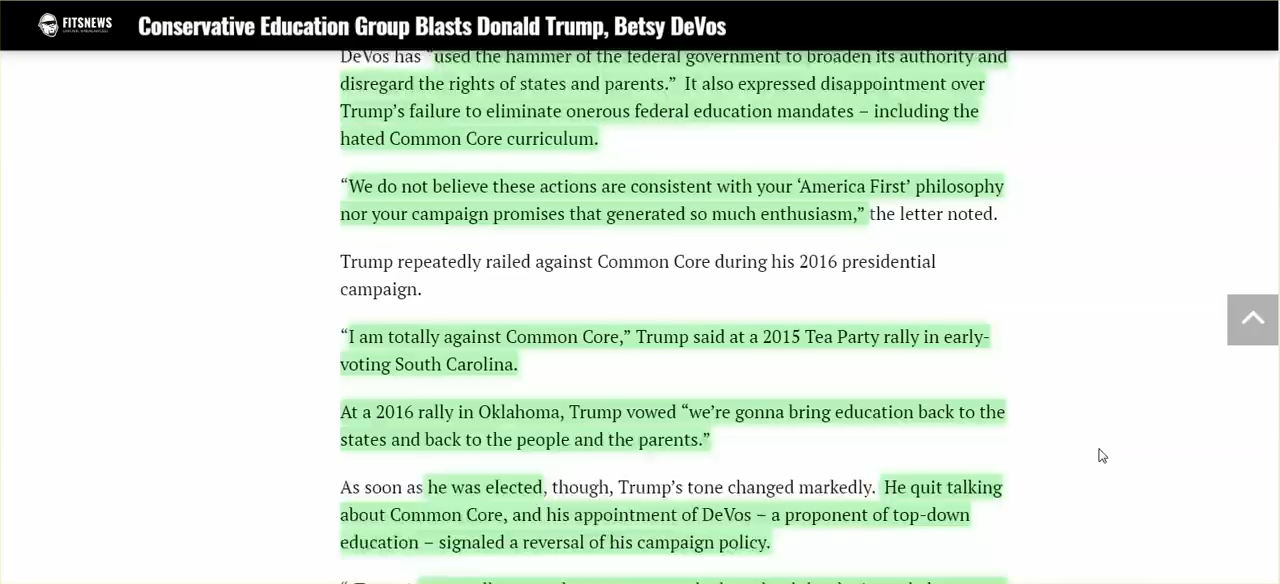 FITSNEWS
Conservative Education Group Blasts Donald Trump, Betsy DeVos
DeVos has “used the hammer of the federal government to broaden its authority and
disregard the rights of states and parents.”  It also expressed disappointment over
Trump’s failure to eliminate onerous federal education mandates – including the
hated Common Core curriculum.
“We do not believe these actions are consistent with your ‘America First’ philosophy
nor your campaign promises that generated so much enthusiasm,” the letter noted.
Trump repeatedly railed against Common Core during his 2016 presidential
campaign.
“I am totally against Common Core,” Trump said at a 2015 Tea Party rally in early-
voting South Carolina.
At a 2016 rally in Oklahoma, Trump vowed “we’re gonna bring education back to the
states and back to the people and the parents.”
As soon as he was elected, though, Trump’s tone changed markedly.  He quit talking
about Common Core, and his appointment of DeVos – a proponent of top-down
education – signaled a reversal of his campaign policy.